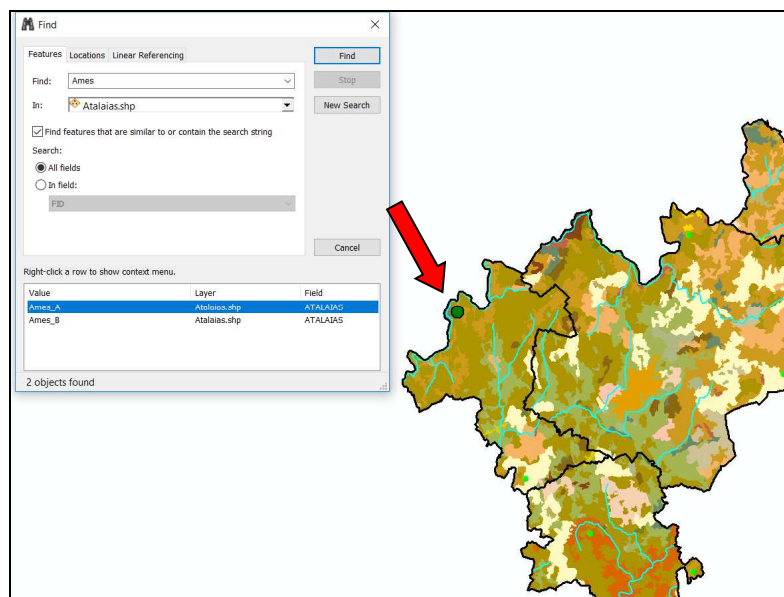 Find
Features Locations Linear Referencing
Find
Find: Ames
Stop
In: Atalaias.shp
New Search
Find features that are similar to or contain the search string
Search:
All fields
In field:
FID
Cancel
Right-click a row to show context menu.
Value Layer Field
Ames_A Atalaias.shp ATALAIAS
Ames_B Atalaias.shp ATALAIAS
2 objects found